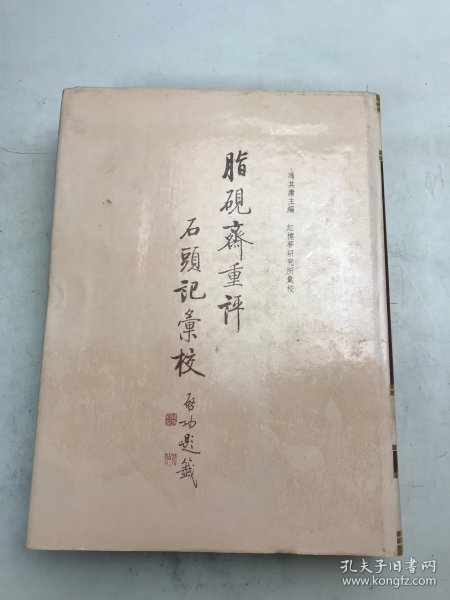 馮其庸主編 紅樓夢研究所彙校
脂硯齋重評
石頭記彙校
啓功題籤
孔夫子旧书网
www.kongfz.com